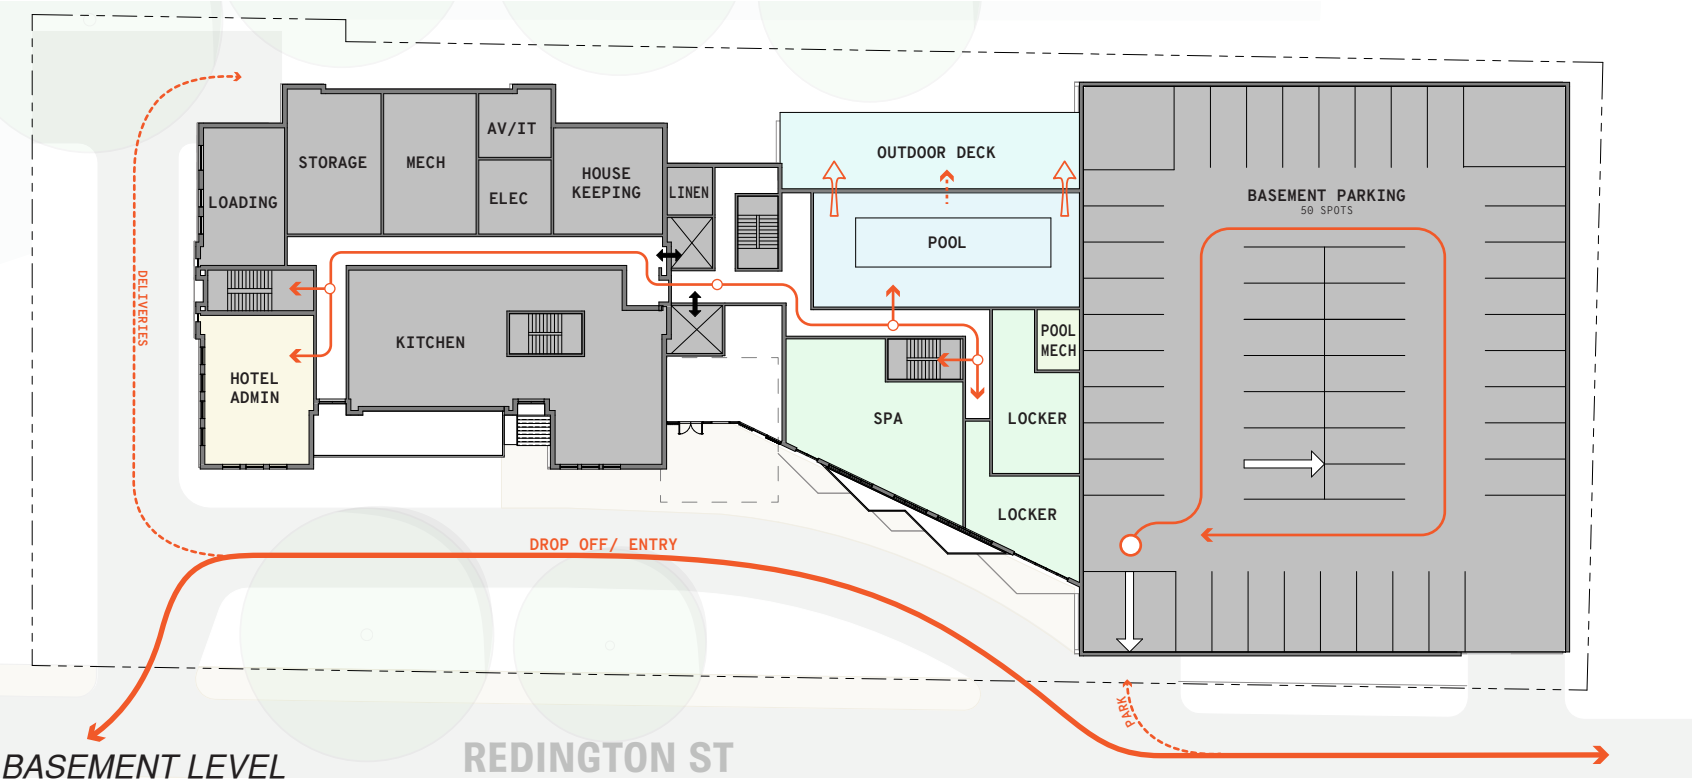 OUTDOOR DECK
AV/IT
STORAGE
MECH
HOUSE
KEEPING
ELEC
LINEN
LOADING
BASEMENT PARKING
50 SPOTS
POOL
DELIVERIES
KITCHEN
POOL
MECH
HOTEL
ADMIN
SPA
LOCKER
LOCKER
DROP OFF/ ENTRY
PARK
REDINGTON ST
BASEMENT LEVEL